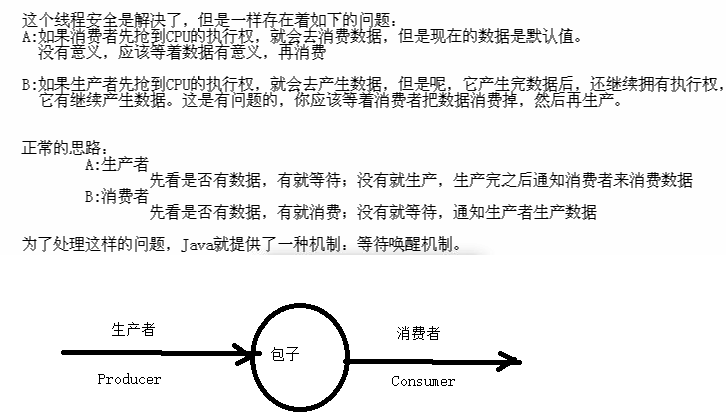 这个线程安全是解决了，但是一样存在着如下的问题：
A:如果消费者先抢到CPU的执行权，就会去消费数据，但是现在的数据是默认值。
没有意义，应该等着数据有意义，再消费
B:如果生产者先抢到CPU的执行权，就会去产生数据，但是呢，它产生完数据后，还继续拥有执行权，
它有继续产生数据。这是有问题的，你应该等着消费者把数据消费掉，然后再生产。
正常的思路：
A:生产者
先看是否有数据，有就等待；没有就生产，生产完之后通知消费者来消费数据
B:消费者
先看是否有数据，有就消费；没有就等待，通知生产者生产数据
为了处理这样的问题，Java就提供了一种机制：等待唤醒机制。
生产者
消费者
包子
Producer
Consumer